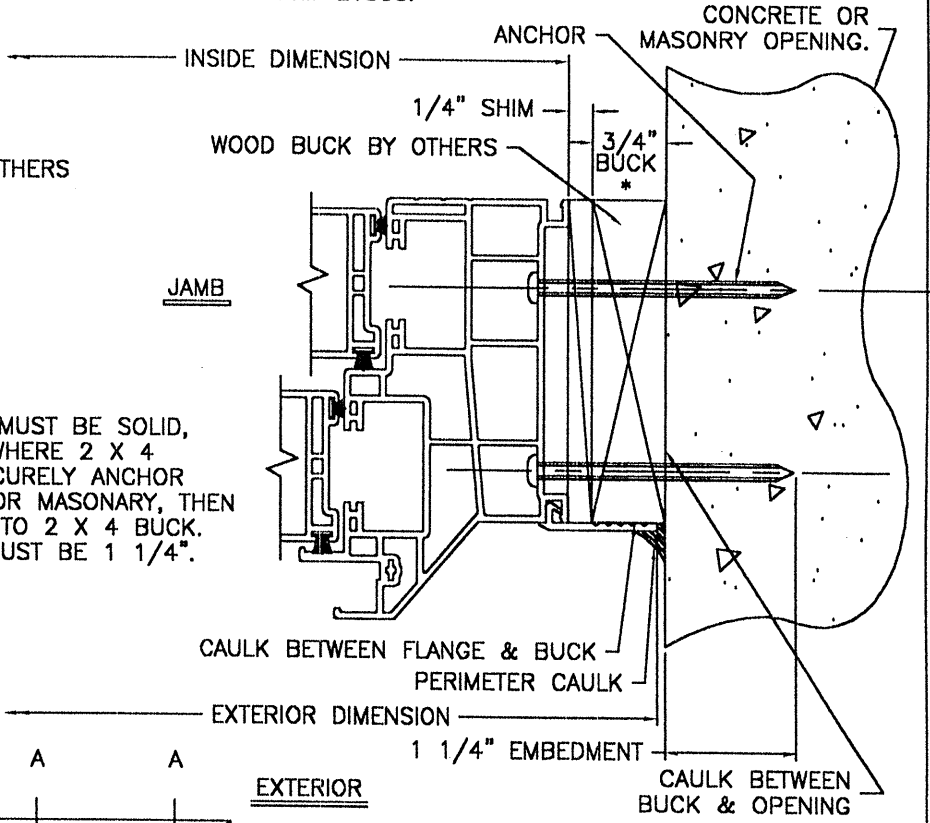 CONCRETE OR
MASONRY OPENING.
ANCHOR
INSIDE DIMENSION
1/4" SHIM
3/4"
BUCK
*
WOOD BUCK BY OTHERS
THERS
JAMB
MUST BE SOLID,
WHERE 2 X 4
CURELY ANCHOR
OR MASONARY, THEN
TO 2 X 4 BUCK.
UST BE 1 1/4".
CAULK BETWEEN FLANGE & BUCK
PERIMETER CAULK
EXTERIOR DIMENSION
1 1/4" EMBEDMENT
A A
EXTERIOR
CAULK BETWEEN
BUCK & OPENING